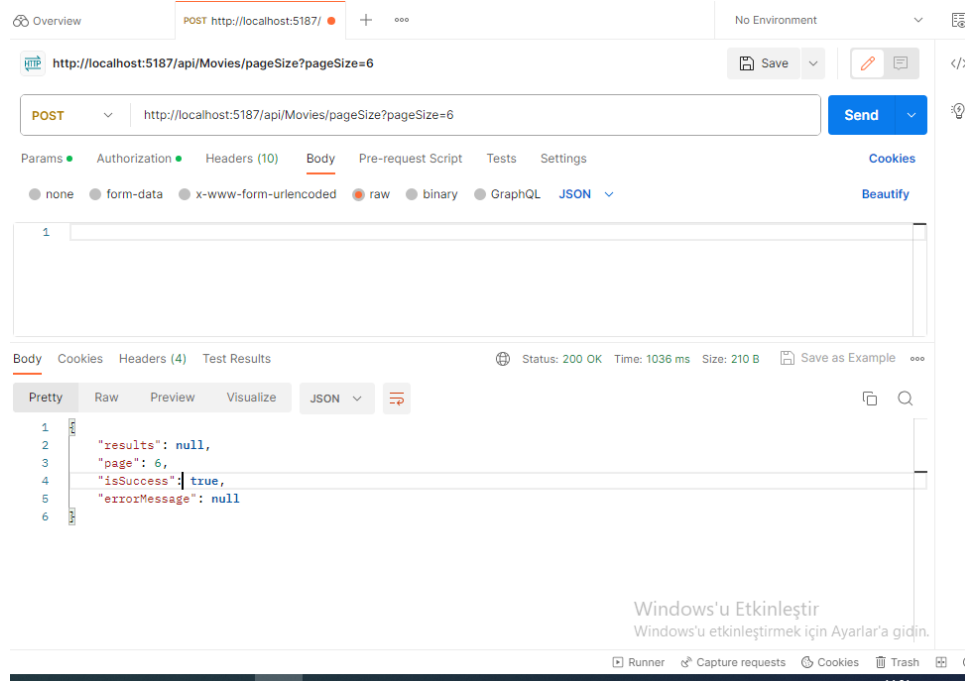 Overview
POST http://localhost:5187/
No Environment
HTTP http://localhost:5187/api/Movies/pageSize?pageSize=6
Save
POST http://localhost:5187/api/Movies/pageSize?pageSize=6
Send
Params Authorization Headers (10) Body Pre-request Script Tests Settings Cookies
none form-data x-www-form-urlencoded raw binary GraphQL JSON Beautify
1
Body Cookies Headers (4) Test Results Status: 200 OK Time: 1036 ms Size: 210 B Save as Example
Pretty Raw Preview Visualize JSON
1 {
2 "results": null,
3 "page": 6,
4 "isSuccess": true,
5 "errorMessage": null
6 }
Windows'u Etkinleştir
Windows'u etkinleştirmek için Ayarlar'a gidin.
Runner Capture requests Cookies Trash